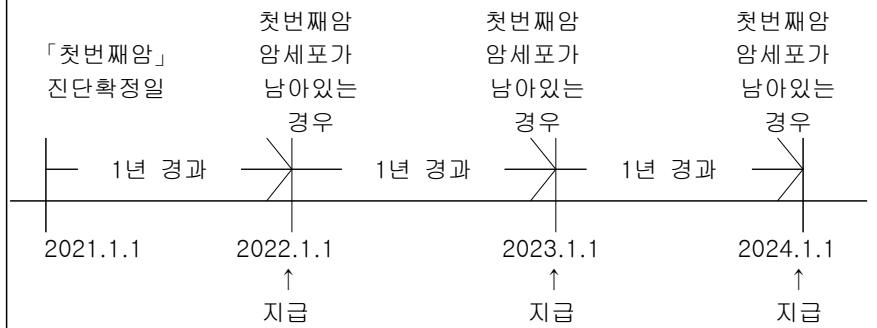 첫번째암 첫번째암 첫번째암
「첫번째암」 암세포가 암세포가 암세포가
진단확정일 남아있는 남아있는 남아있는
경우 경우 경우
1년 경과 1년 경과 1년 경과
2021.1.1 2022.1.1 2023.1.1 2024.1.1
↑ ↑ ↑
지급 지급 지급